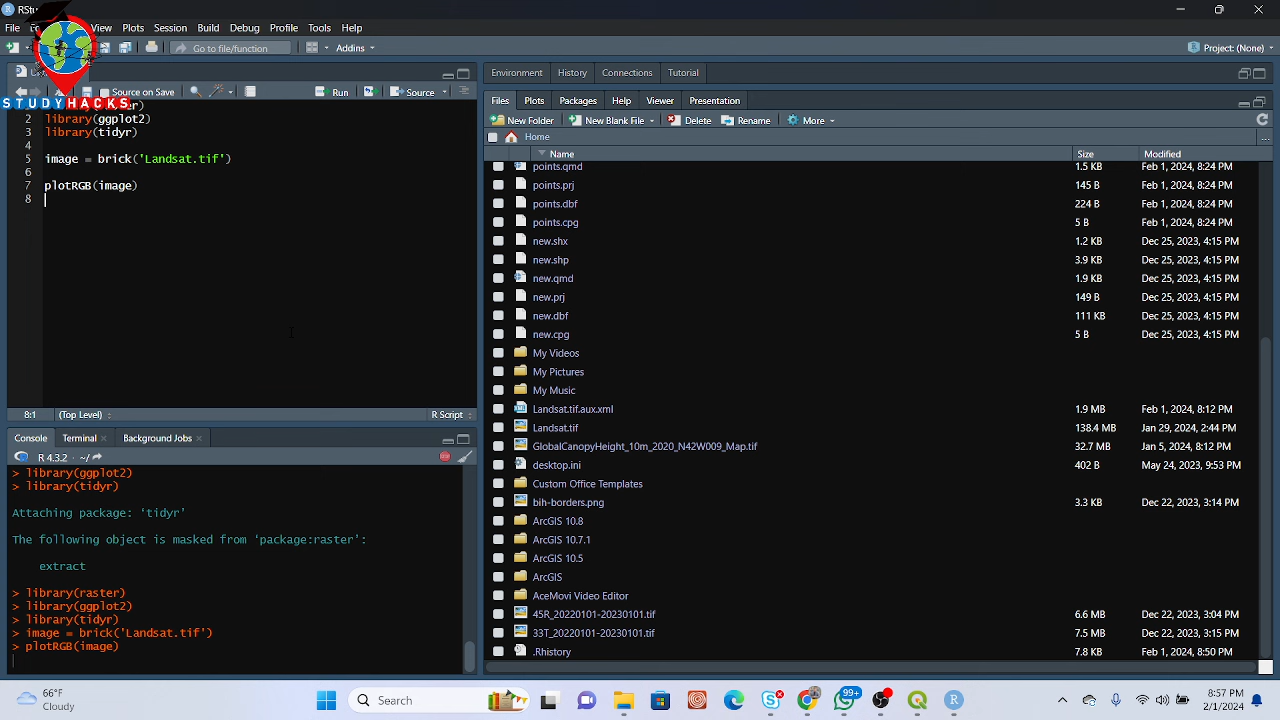 RStu
File
View Plots Session Build Debug Profile Tools Help
Go to file/function
Addins
Project: (None)
STUDYHACKS
Source on Save
Run
Source
2 library(ggplot2)
3 library(tidyr)
4
5 image = brick('Landsat.tif')
6
7 plotRGB(image)
8
8:1 (Top Level) R Script
Console Terminal Background Jobs
R 4.3.2 · ~/
> library(ggplot2)
> library(tidyr)
Attaching package: 'tidyr'
The following object is masked from 'package:raster':
extract
> library(raster)
> library(ggplot2)
> library(tidyr)
> image = brick('Landsat.tif')
> plotRGB(image)
Environment History Connections Tutorial
Files Plots Packages Help Viewer Presentation
New Folder New Blank File Delete Rename More
Home
Name Size Modified
points.qmd 1.5 KB Feb 1, 2024, 8:24 PM
points.prj 145 B Feb 1, 2024, 8:24 PM
points.dbf 224 B Feb 1, 2024, 8:24 PM
points.cpg 5 B Feb 1, 2024, 8:24 PM
new.shx 1.2 KB Dec 25, 2023, 4:15 PM
new.shp 3.9 KB Dec 25, 2023, 4:15 PM
new.qmd 1.9 KB Dec 25, 2023, 4:15 PM
new.prj 149 B Dec 25, 2023, 4:15 PM
new.dbf 111 KB Dec 25, 2023, 4:15 PM
new.cpg 5 B Dec 25, 2023, 4:15 PM
My Videos
My Pictures
My Music
Landsat.tif.aux.xml 1.9 MB Feb 1, 2024, 8:12 PM
Landsat.tif 138.4 MB Jan 29, 2024, 2:44 PM
GlobalCanopyHeight_10m_2020_N42W009_Map.tif 32.7 MB Jan 5, 2024, 8:12 PM
desktop.ini 402 B May 24, 2023, 9:53 PM
Custom Office Templates
bih-borders.png 3.3 KB Dec 22, 2023, 3:14 PM
ArcGIS 10.8
ArcGIS 10.7.1
ArcGIS 10.5
ArcGIS
AceMovi Video Editor
45R_20220101-20230101.tif 6.6 MB Dec 22, 2023, 3:04 PM
33T_20220101-20230101.tif 7.5 MB Dec 22, 2023, 3:15 PM
.Rhistory 7.8 KB Feb 1, 2024, 8:50 PM
66°F
Cloudy
Search
99+
8:57 PM
2/1/2024